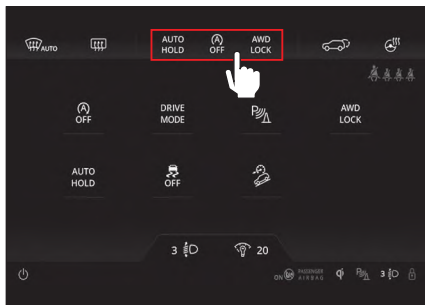 AUTO
AUTO HOLD
(A) OFF
AWD LOCK
(A) OFF
DRIVE MODE
P
AWD LOCK
AUTO HOLD
OFF
3
20
ON
PASSENGER AIRBAG
P
3